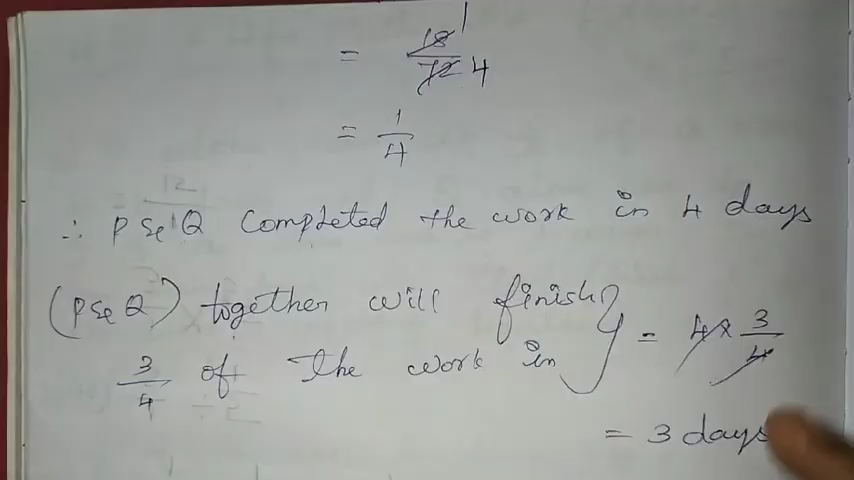 = 18/72 1 4
= 1/4
∴ P & Q Completed the work in 4 days
(P & Q) together will finish } = 4 x 3/4
3/4 of the work in
= 3 days